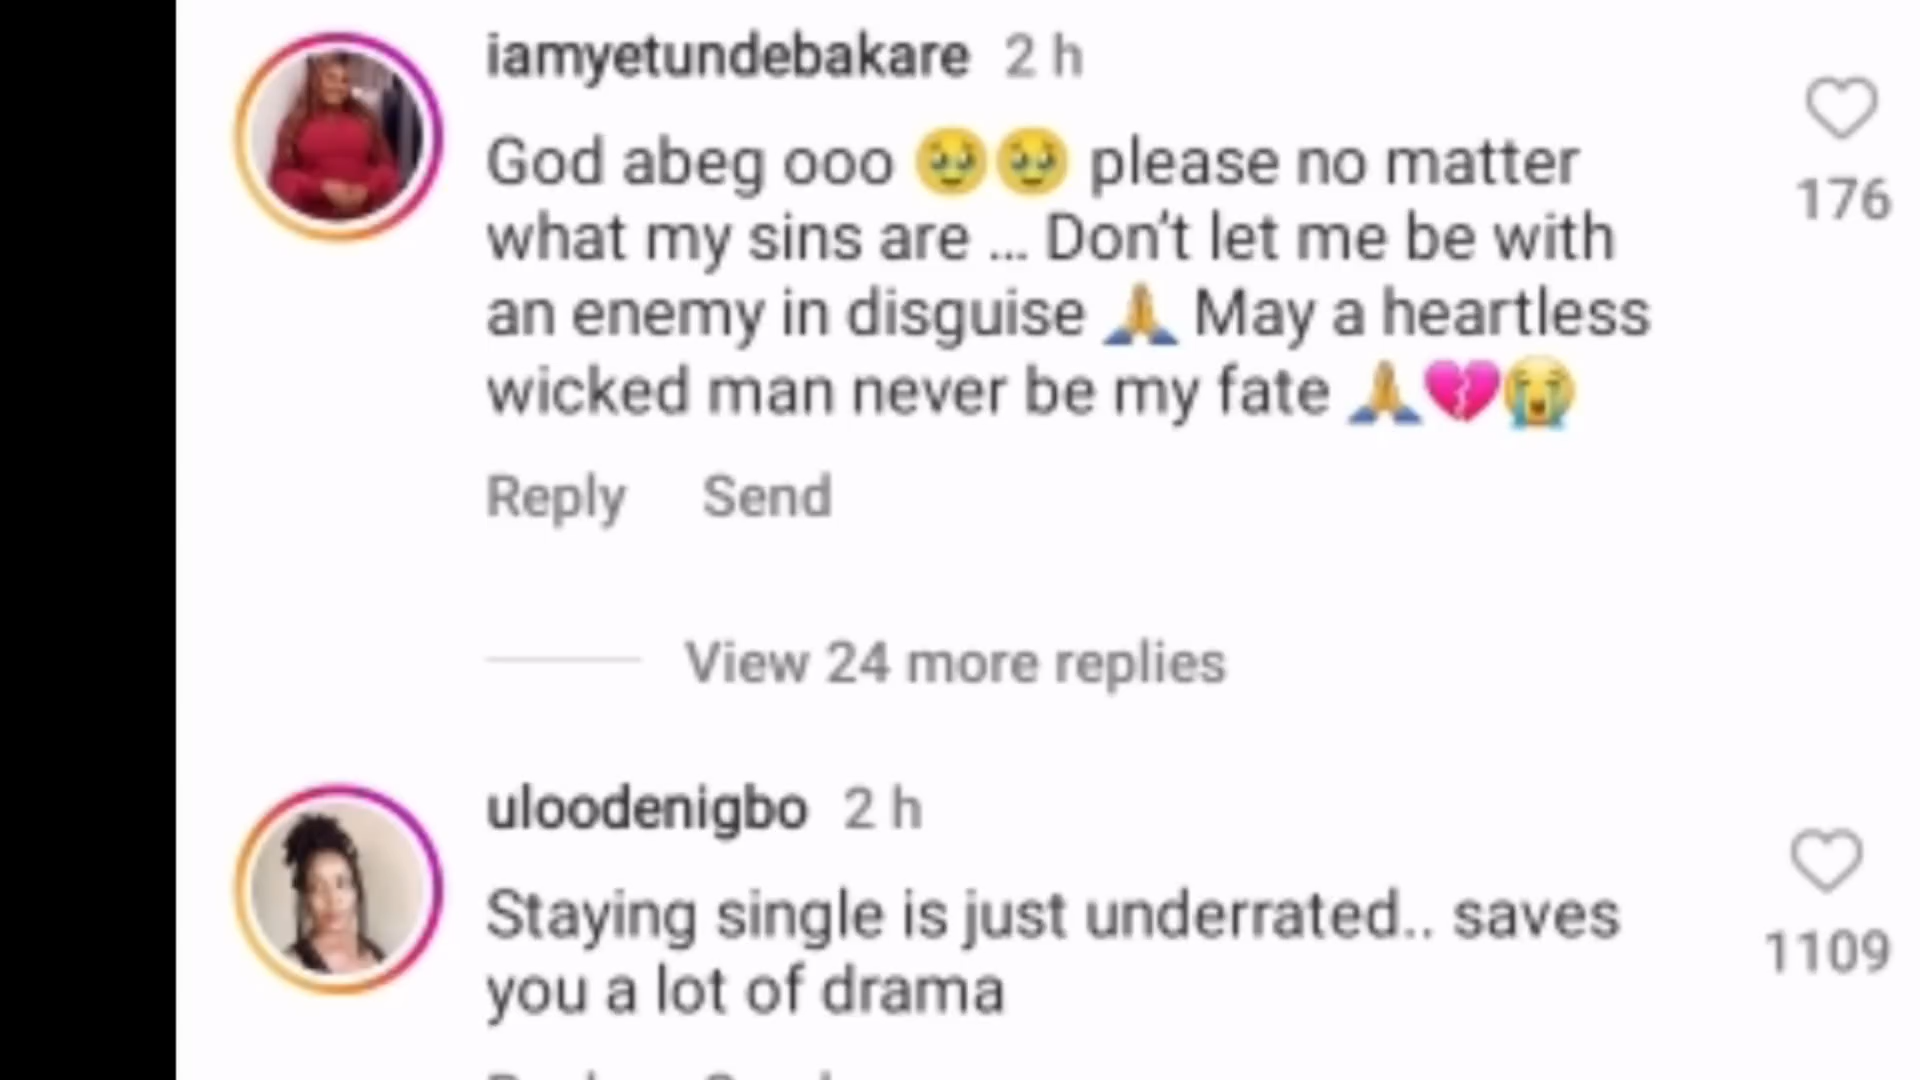 iamyetundebakare 2 h
God abeg ooo 🥹🥹 please no matter
176
what my sins are ... Don't let me be with
an enemy in disguise 🙏 May a heartless
wicked man never be my fate 🙏💔😭
Reply Send
View 24 more replies
uloodenigbo 2 h
Staying single is just underrated.. saves
1109
you a lot of drama